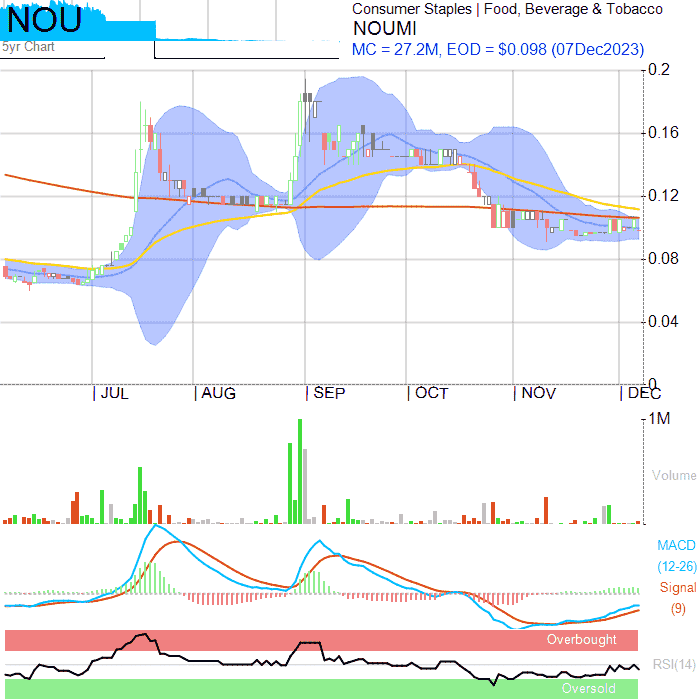 NOU
5yr Chart
Consumer Staples | Food, Beverage & Tobacco
NOUMI
MC = 27.2M, EOD = $0.098 (07Dec2023)
0.2
0.16
0.12
0.08
0.04
0
JUL AUG SEP OCT NOV DEC
1M
Volume
MACD
(12-26)
Signal
(9)
Overbought
RSI(14)
Oversold